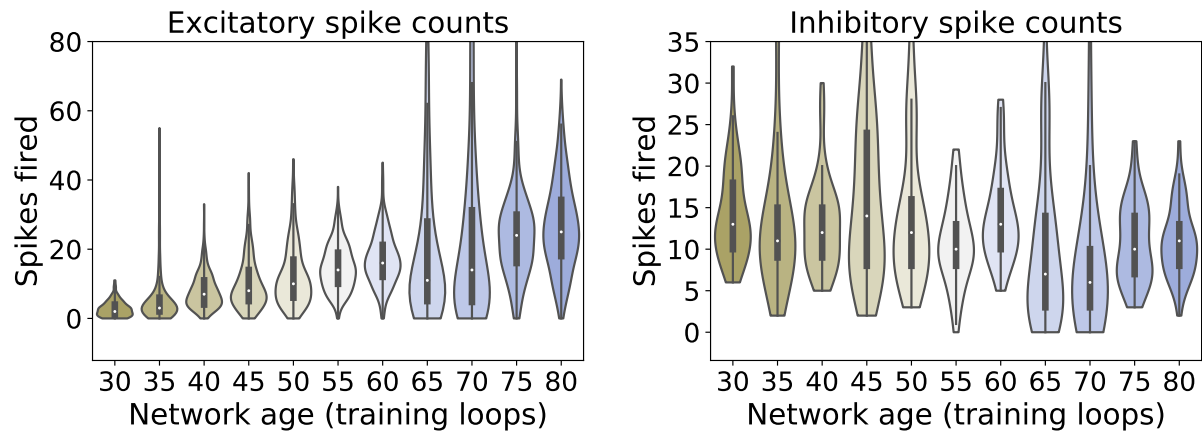 Excitatory spike counts
80
60
40
20
0
Spikes fired
30 35 40 45 50 55 60 65 70 75 80
Network age (training loops)
Inhibitory spike counts
35
30
25
20
15
10
5
0
Spikes fired
30 35 40 45 50 55 60 65 70 75 80
Network age (training loops)